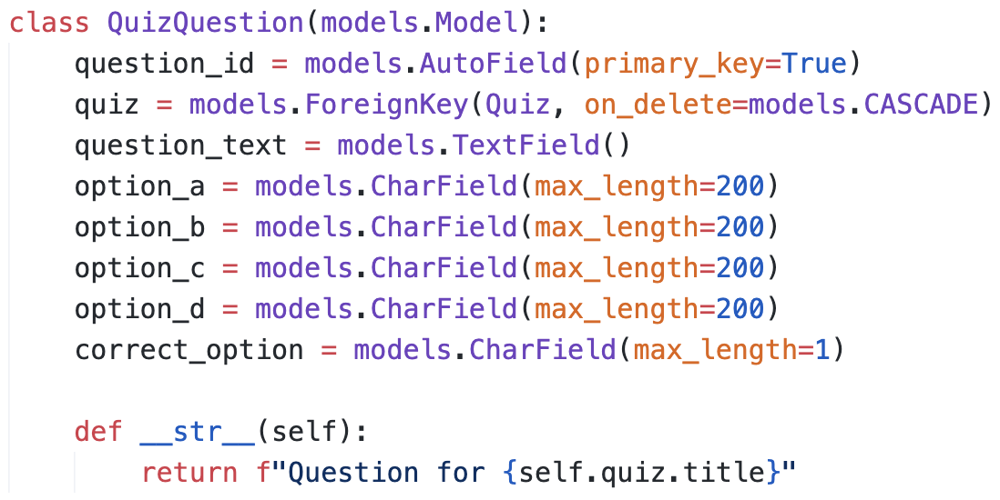 class QuizQuestion(models.Model):
    question_id = models.AutoField(primary_key=True)
    quiz = models.ForeignKey(Quiz, on_delete=models.CASCADE)
    question_text = models.TextField()
    option_a = models.CharField(max_length=200)
    option_b = models.CharField(max_length=200)
    option_c = models.CharField(max_length=200)
    option_d = models.CharField(max_length=200)
    correct_option = models.CharField(max_length=1)

    def __str__(self):
        return f"Question for {self.quiz.title}"